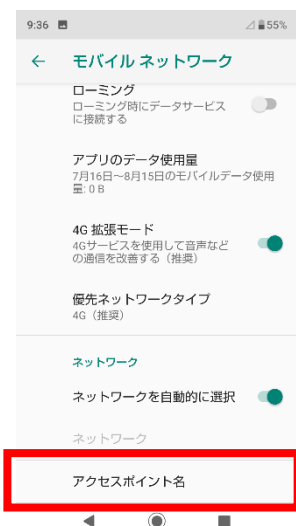 9:36 55%
モバイル ネットワーク
ローミング
ローミング時にデータサービス
に接続する
アプリのデータ使用量
7月16日～8月15日のモバイルデータ使用
量: 0 B
4G 拡張モード
4Gサービスを使用して音声など
の通信を改善する（推奨）
優先ネットワークタイプ
4G（推奨）
ネットワーク
ネットワークを自動的に選択
ネットワーク
アクセスポイント名